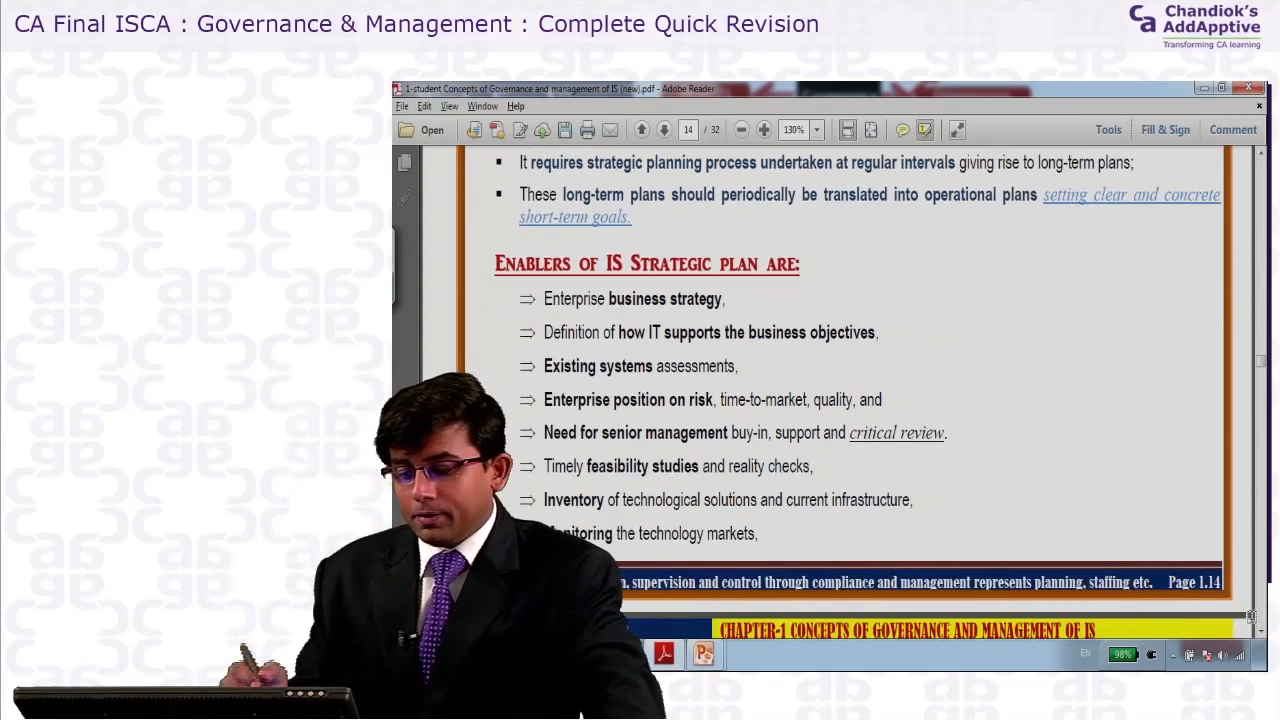 CA Final ISCA : Governance & Management : Complete Quick Revision
Ca Chandiok's
AddApptive
Transforming CA learning
1-student Concepts of Governance and management of IS (new).pdf - Adobe Reader
File Edit View Window Help
Open 14 / 32 130% Tools Fill & Sign Comment
▪ It requires strategic planning process undertaken at regular intervals giving rise to long-term plans;
▪ These long-term plans should periodically be translated into operational plans setting clear and concrete
short-term goals.
ENABLERS OF IS STRATEGIC PLAN ARE:
⇒ Enterprise business strategy,
⇒ Definition of how IT supports the business objectives,
⇒ Existing systems assessments,
⇒ Enterprise position on risk, time-to-market, quality, and
⇒ Need for senior management buy-in, support and critical review.
⇒ Timely feasibility studies and reality checks,
⇒ Inventory of technological solutions and current infrastructure,
the technology markets,
supervision and control through compliance and management represents planning, staffing etc. Page 1.14
CHAPTER-1 CONCEPTS OF GOVERNANCE AND MANAGEMENT OF IS
EN 98%